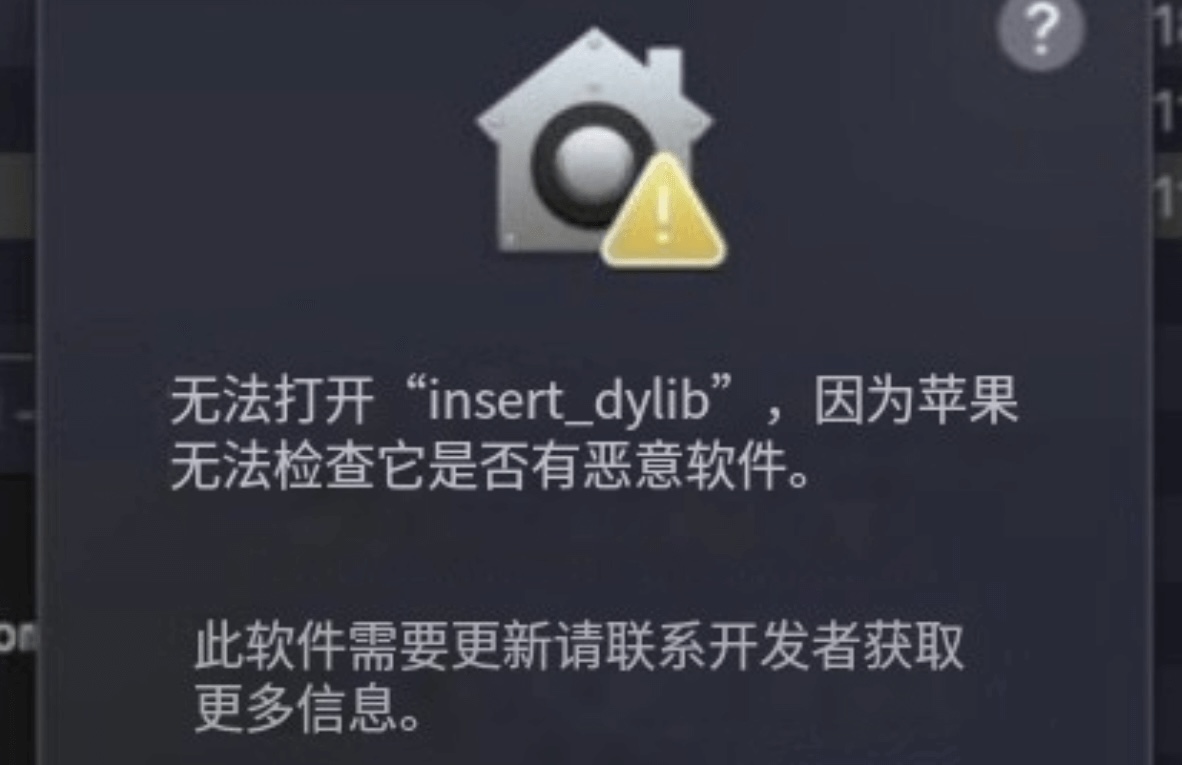 ?
无法打开“insert_dylib”，因为苹果
无法检查它是否有恶意软件。
此软件需要更新请联系开发者获取
更多信息。